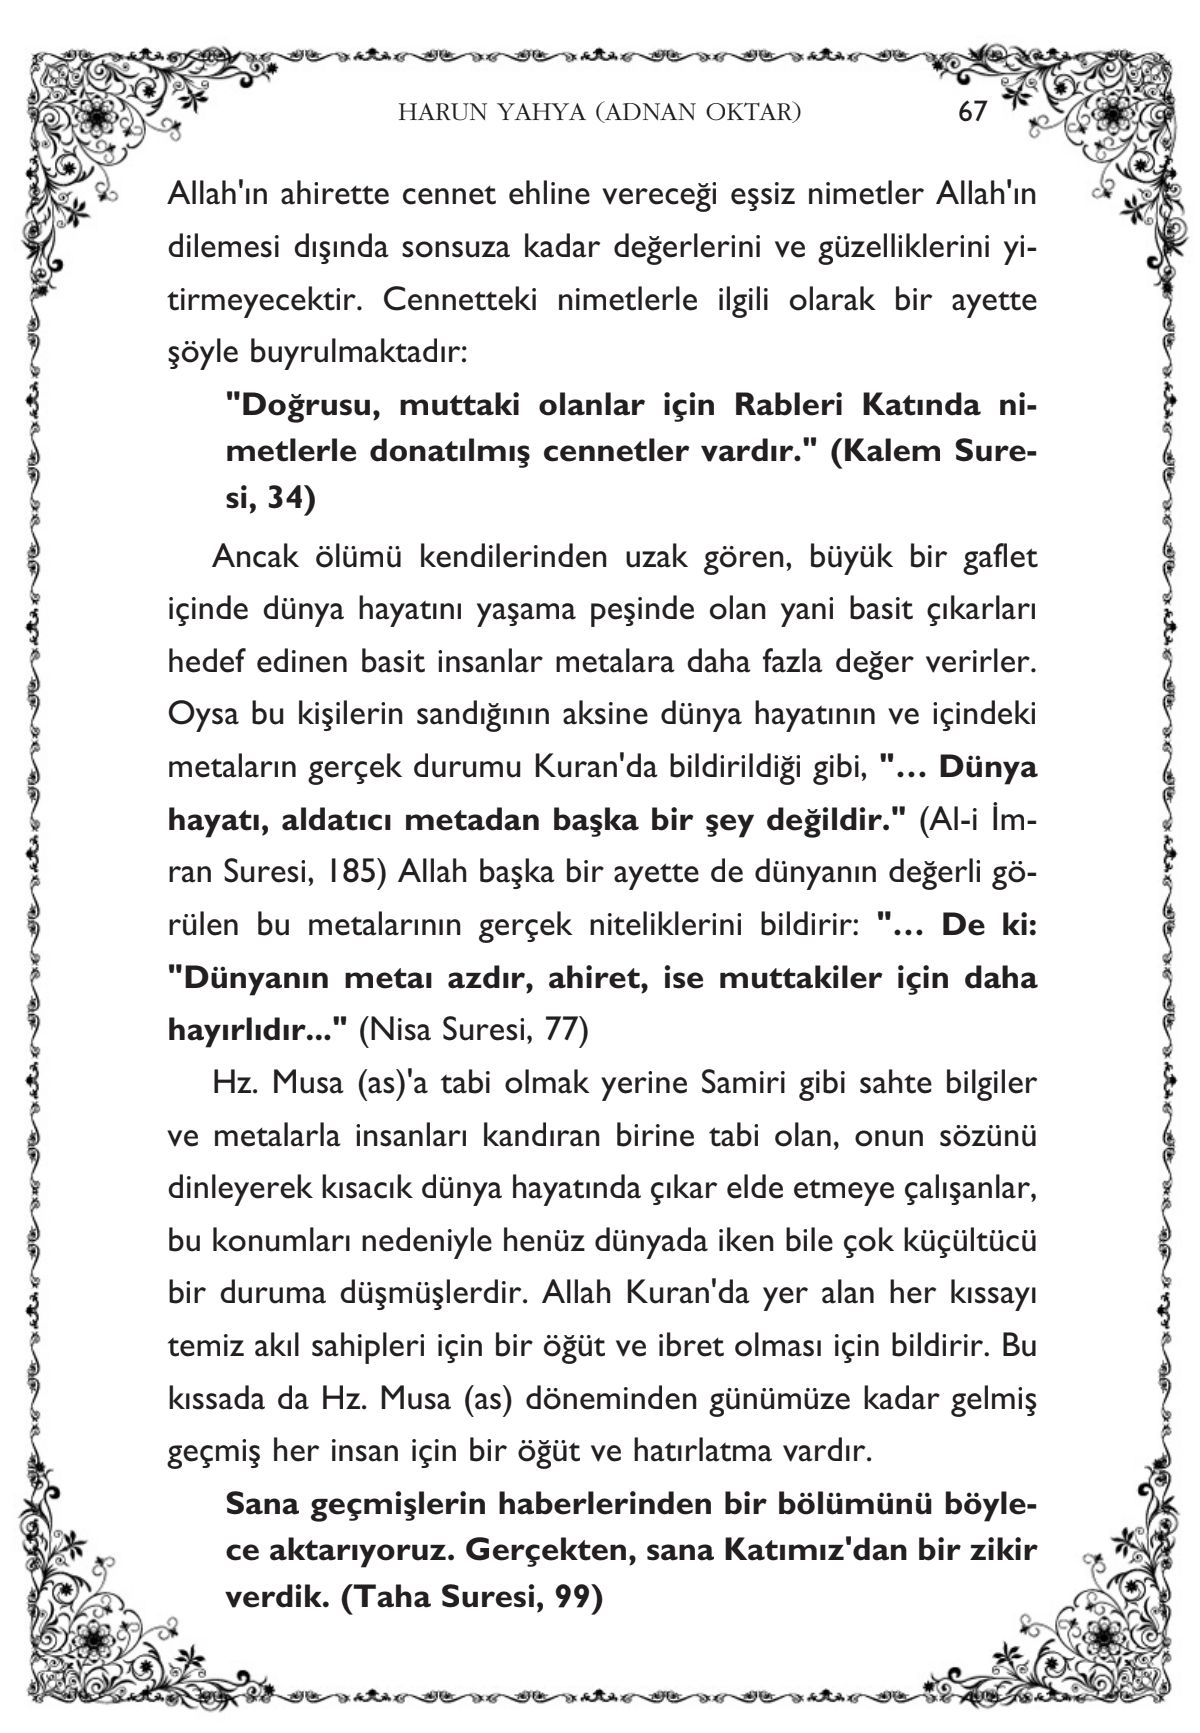 HARUN YAHYA (ADNAN OKTAR)
67
Allah'ın ahirette cennet ehline vereceği eşsiz nimetler Allah'ın
dilemesi dışında sonsuza kadar değerlerini ve güzelliklerini yi-
tirmeyecektir. Cennetteki nimetlerle ilgili olarak bir ayette
şöyle buyrulmaktadır:
"Doğrusu, muttaki olanlar için Rableri Katında ni-
metlerle donatılmış cennetler vardır." (Kalem Sure-
si, 34)
Ancak ölümü kendilerinden uzak gören, büyük bir gaflet
içinde dünya hayatını yaşama peşinde olan yani basit çıkarları
hedef edinen basit insanlar metalara daha fazla değer verirler.
Oysa bu kişilerin sandığının aksine dünya hayatının ve içindeki
metaların gerçek durumu Kuran'da bildirildiği gibi, "... Dünya
hayatı, aldatıcı metadan başka bir şey değildir." (Al-i İm-
ran Suresi, 185) Allah başka bir ayette de dünyanın değerli gö-
rülen bu metalarının gerçek niteliklerini bildirir: "... De ki:
"Dünyanın metaı azdır, ahiret, ise muttakiler için daha
hayırlıdır..." (Nisa Suresi, 77)
Hz. Musa (as)'a tabi olmak yerine Samiri gibi sahte bilgiler
ve metalarla insanları kandıran birine tabi olan, onun sözünü
dinleyerek kısacık dünya hayatında çıkar elde etmeye çalışanlar,
bu konumları nedeniyle henüz dünyada iken bile çok küçültücü
bir duruma düşmüşlerdir. Allah Kuran'da yer alan her kıssayı
temiz akıl sahipleri için bir öğüt ve ibret olması için bildirir. Bu
kıssada da Hz. Musa (as) döneminden günümüze kadar gelmiş
geçmiş her insan için bir öğüt ve hatırlatma vardır.
Sana geçmişlerin haberlerinden bir bölümünü böyle-
ce aktarıyoruz. Gerçekten, sana Katımız'dan bir zikir
verdik. (Taha Suresi, 99)